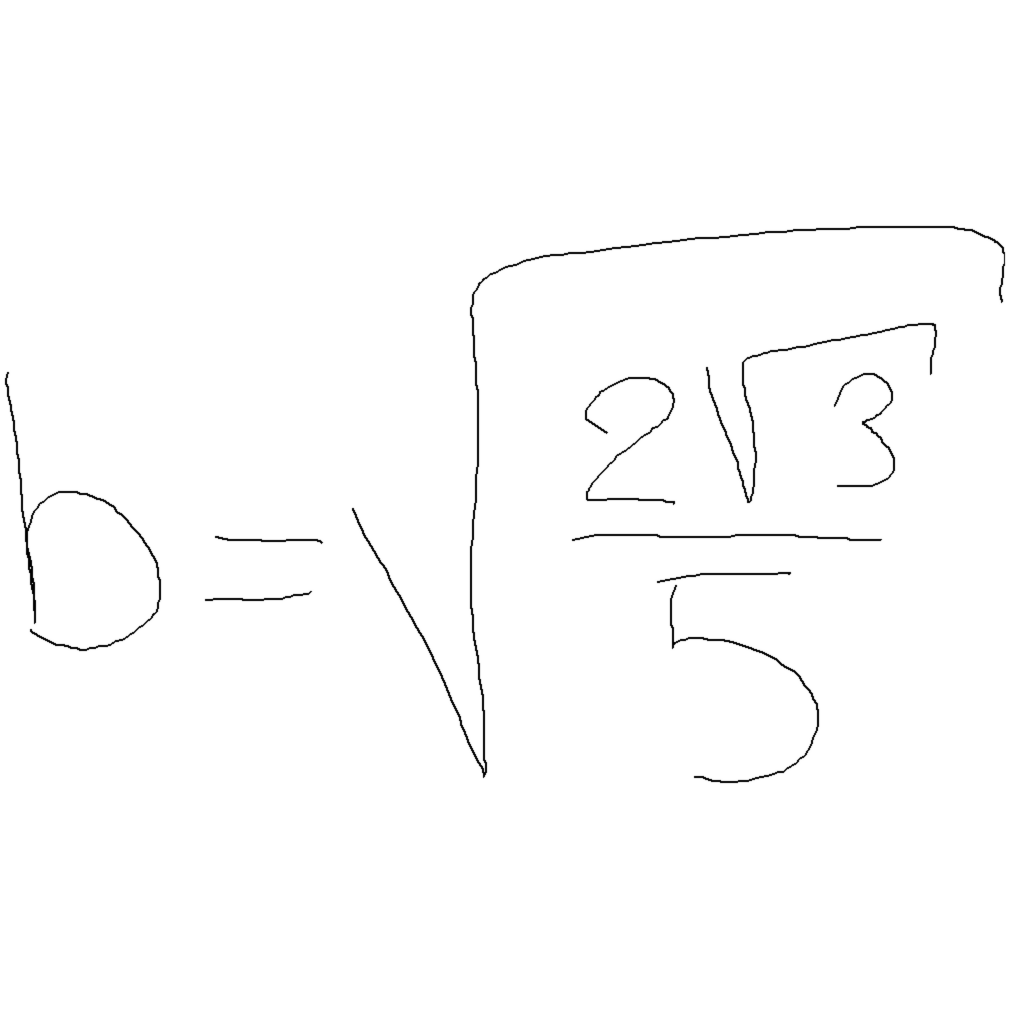 b = √((2√3)/5)